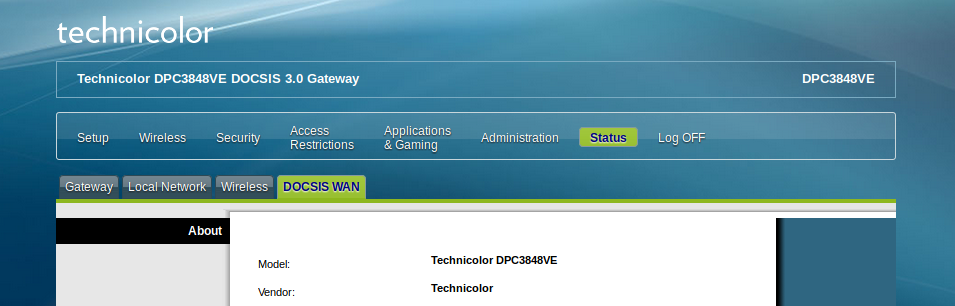 technicolor
Technicolor DPC3848VE DOCSIS 3.0 Gateway DPC3848VE
Setup Wireless Security Access Restrictions Applications & Gaming Administration Status Log OFF
Gateway Local Network Wireless DOCSIS WAN
About
Model: Technicolor DPC3848VE
Vendor: Technicolor